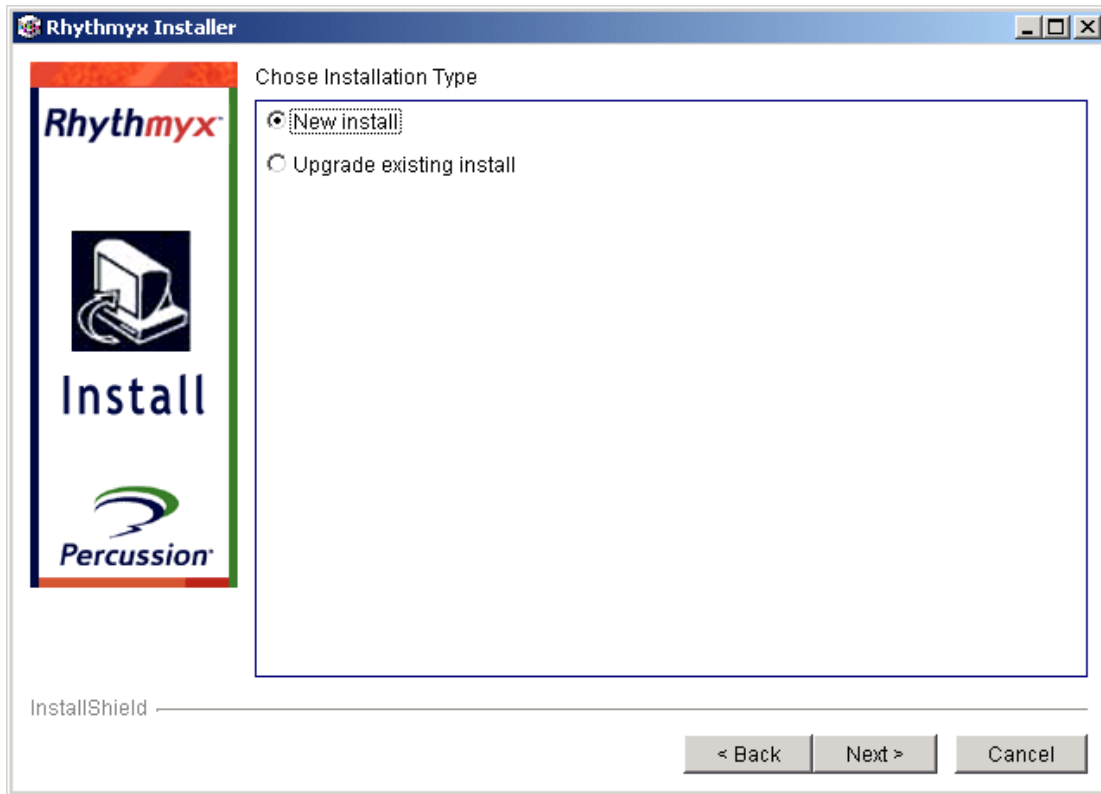 Rhythmyx Installer
Chose Installation Type
Rhythmyx
New install
Upgrade existing install
Install
Percussion
InstallShield
< Back
Next >
Cancel